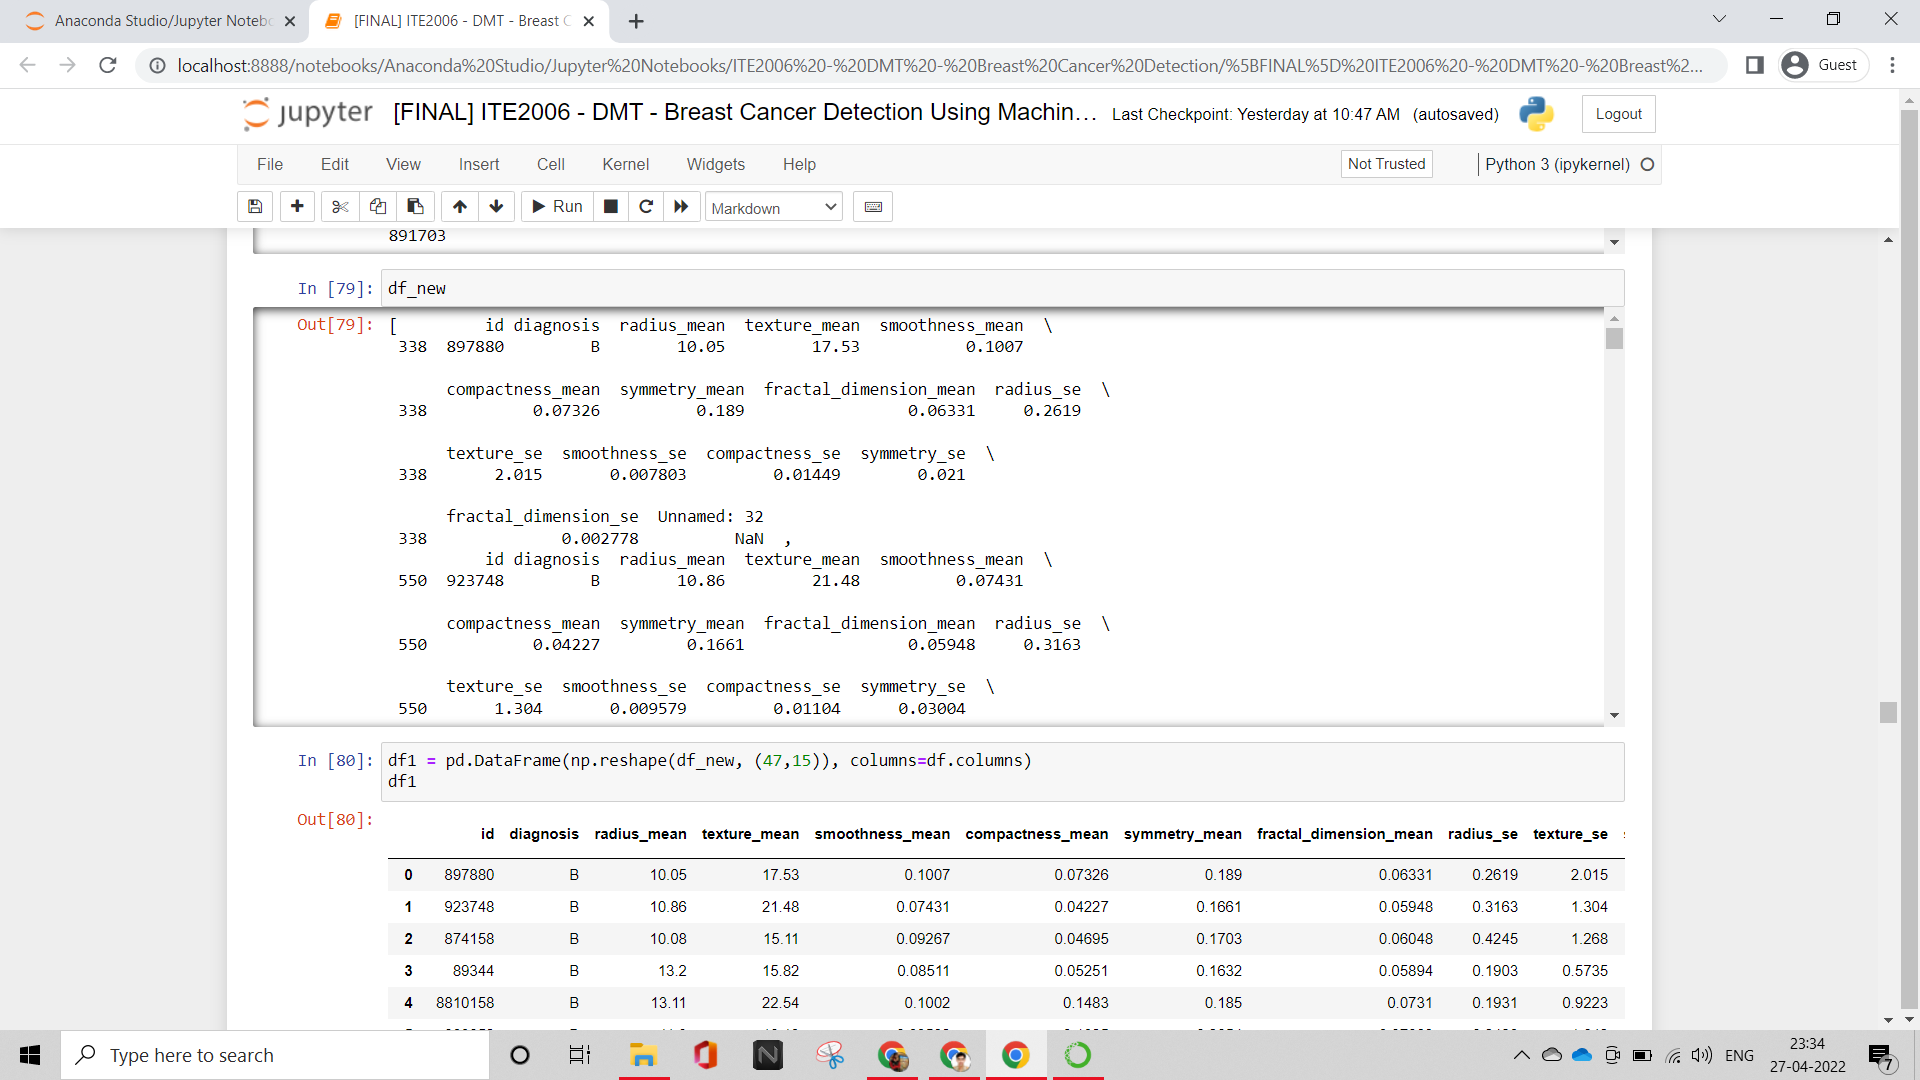 Anaconda Studio/Jupyter Noteb
[FINAL] ITE2006 - DMT - Breast C
localhost:8888/notebooks/Anaconda%20Studio/Jupyter%20Notebooks/ITE2006%20-%20DMT%20-%20Breast%20Cancer%20Detection/%5BFINAL%5D%20ITE2006%20-%20DMT%20-%20Breast%2...
Guest
jupyter [FINAL] ITE2006 - DMT - Breast Cancer Detection Using Machin... Last Checkpoint: Yesterday at 10:47 AM (autosaved) Logout
File Edit View Insert Cell Kernel Widgets Help Not Trusted Python 3 (ipykernel)
Run Markdown
891703
In [79]: df_new
Out[79]: [ id diagnosis radius_mean texture_mean smoothness_mean \
338 897880 B 10.05 17.53 0.1007
compactness_mean symmetry_mean fractal_dimension_mean radius_se \
338 0.07326 0.189 0.06331 0.2619
texture_se smoothness_se compactness_se symmetry_se \
338 2.015 0.007803 0.01449 0.021
fractal_dimension_se Unnamed: 32
338 0.002778 NaN ,
id diagnosis radius_mean texture_mean smoothness_mean \
550 923748 B 10.86 21.48 0.07431
compactness_mean symmetry_mean fractal_dimension_mean radius_se \
550 0.04227 0.1661 0.05948 0.3163
texture_se smoothness_se compactness_se symmetry_se \
550 1.304 0.009579 0.01104 0.03004
In [80]: df1 = pd.DataFrame(np.reshape(df_new, (47,15)), columns=df.columns)
df1
Out[80]:
id diagnosis radius_mean texture_mean smoothness_mean compactness_mean symmetry_mean fractal_dimension_mean radius_se texture_se
0 897880 B 10.05 17.53 0.1007 0.07326 0.189 0.06331 0.2619 2.015
1 923748 B 10.86 21.48 0.07431 0.04227 0.1661 0.05948 0.3163 1.304
2 874158 B 10.08 15.11 0.09267 0.04695 0.1703 0.06048 0.4245 1.268
3 89344 B 13.2 15.82 0.08511 0.05251 0.1632 0.05894 0.1903 0.5735
4 8810158 B 13.11 22.54 0.1002 0.1483 0.185 0.0731 0.1931 0.9223
Type here to search
ENG
23:34
27-04-2022
7